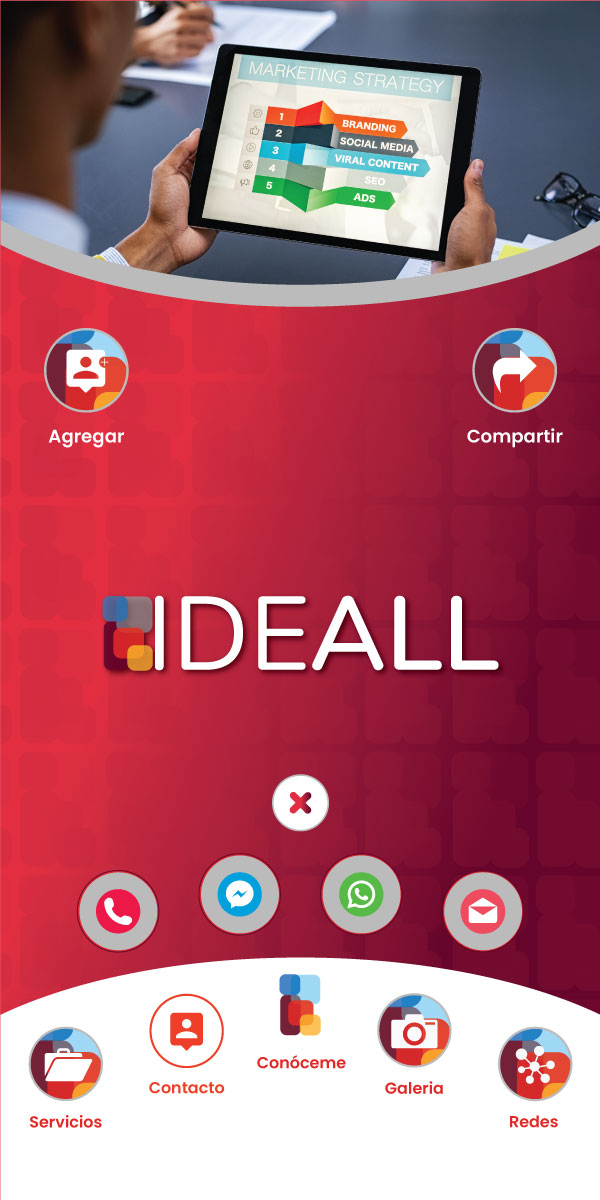 MARKETING STRATEGY
1 BRANDING
2 SOCIAL MEDIA
3 VIRAL CONTENT
4 SEO
5 ADS
Agregar
Compartir
IDEALL
Conóceme
Contacto
Galeria
Servicios
Redes